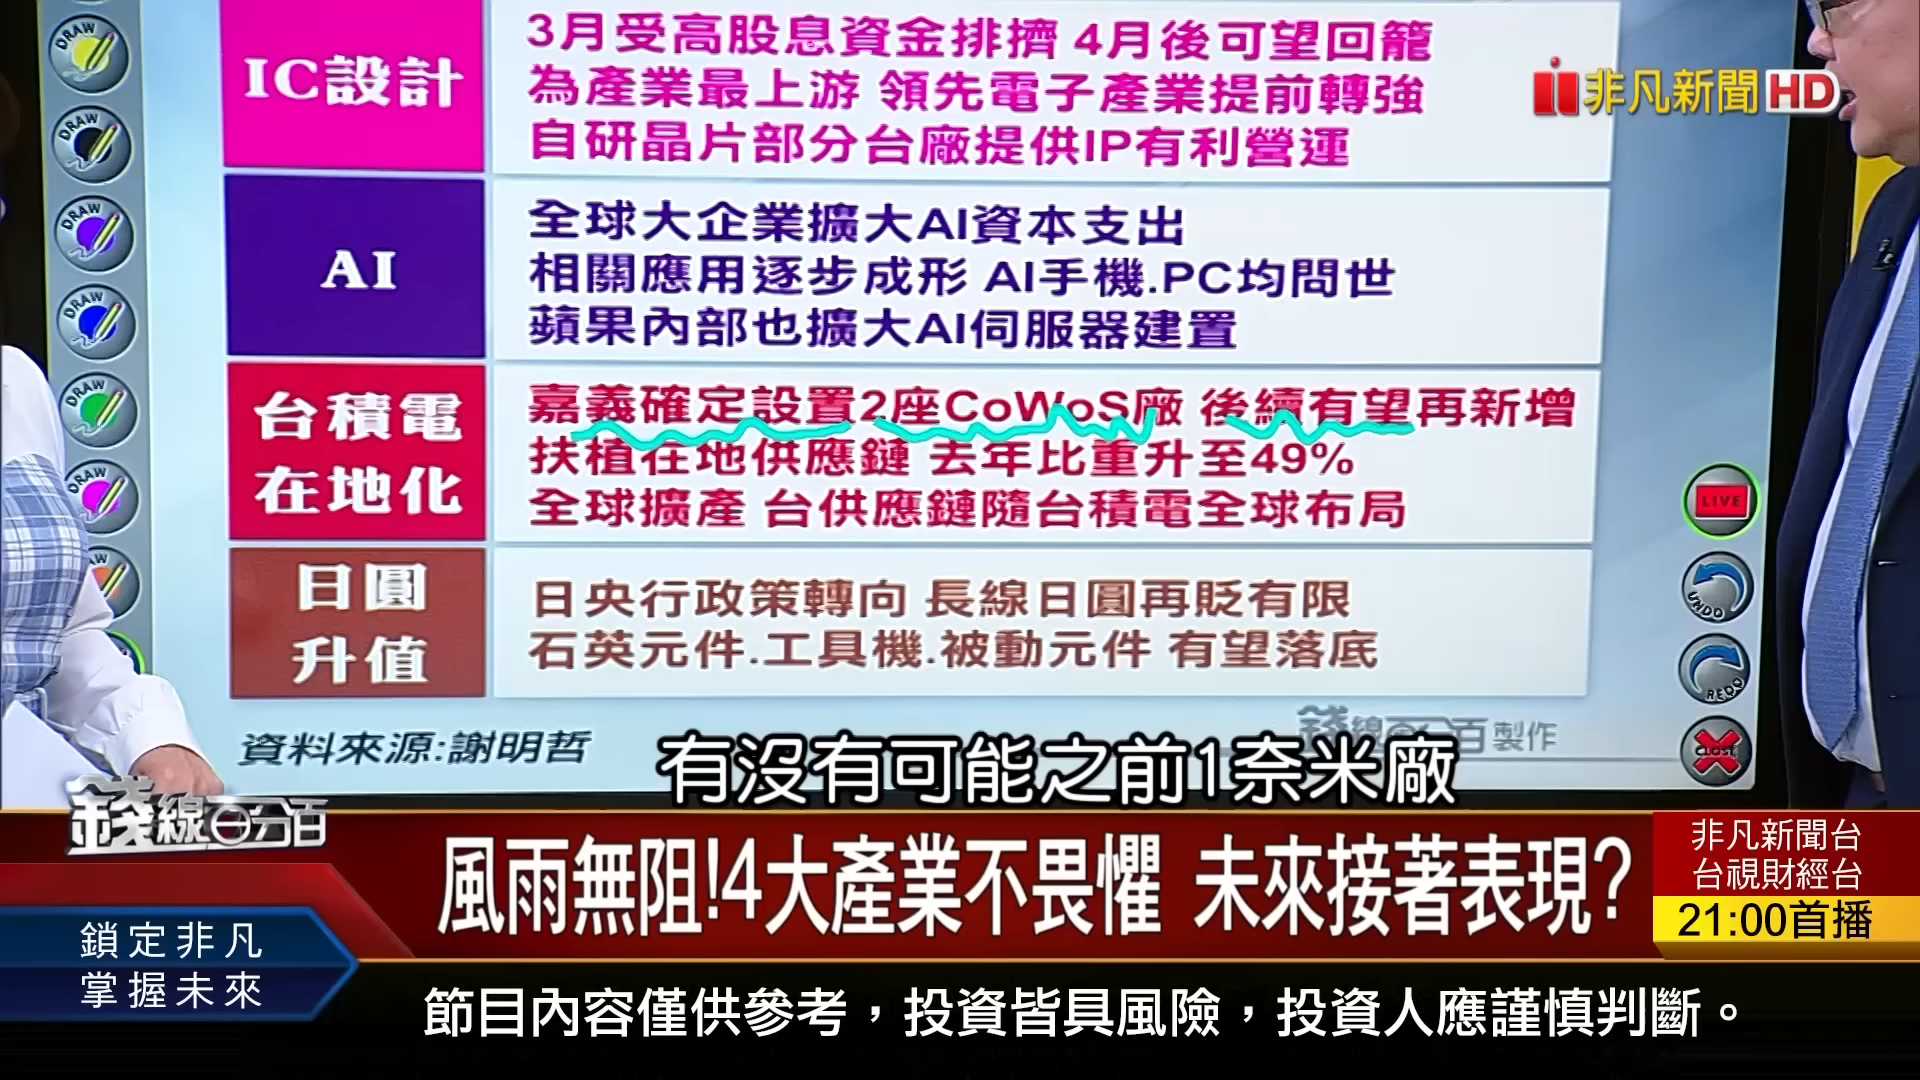 DRAW
DRAW
DRAW
DRAW
DRAW
DRAW
AW
IC設計
3月受高股息資金排擠 4月後可望回籠
為產業最上游 領先電子產業提前轉強
自研晶片部分台廠提供IP有利營運
非凡新聞HD
AI
全球大企業擴大AI資本支出
相關應用逐步成形 AI手機.PC均問世
蘋果內部也擴大AI伺服器建置
台積電
在地化
嘉義確定設置2座CoWoS廠 後續有望再新增
扶植在地供應鏈 去年比重升至49%
全球擴產 台供應鏈隨台積電全球布局
LIVE
UNDO
REDO
日圓
升值
日央行政策轉向 長線日圓再貶有限
石英元件.工具機.被動元件 有望落底
資料來源:謝明哲
錢線百分百製作
有沒有可能之前1奈米廠
錢線百分百
風雨無阻!4大產業不畏懼 未來接著表現?
非凡新聞台
台視財經台
21:00首播
鎖定非凡
掌握未來
節目內容僅供參考，投資皆具風險，投資人應謹慎判斷。